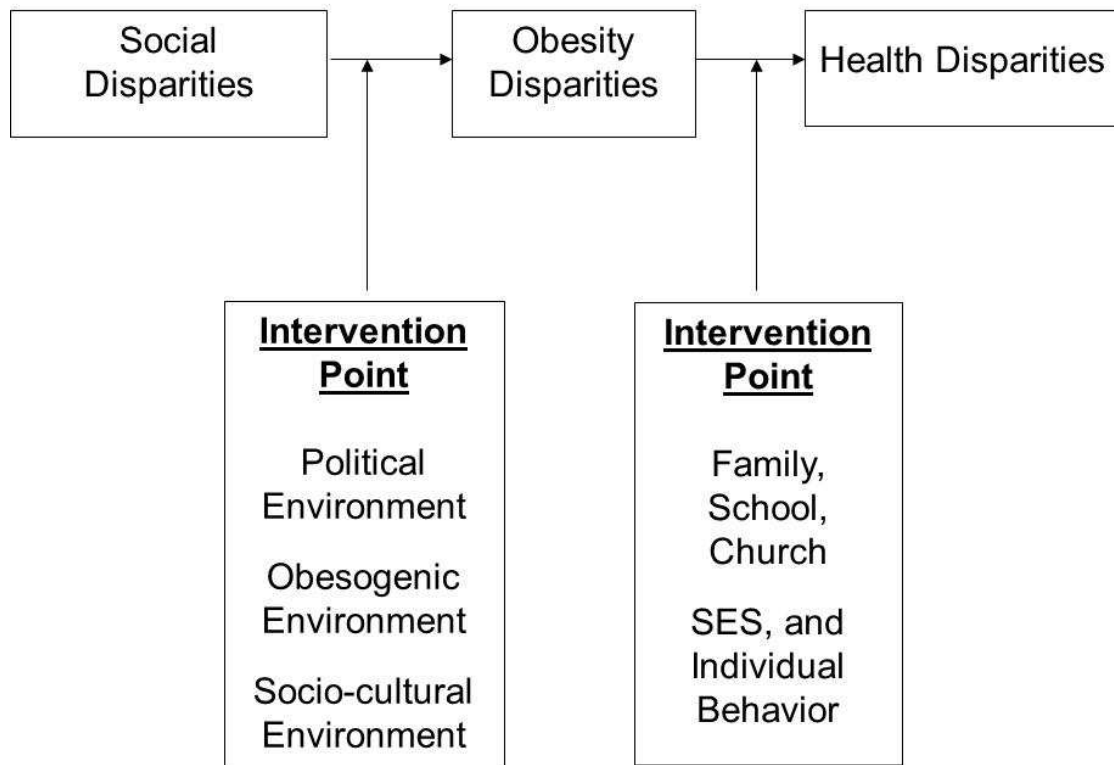 Social
Disparities
Obesity
Disparities
Health Disparities
Intervention
Point
Political
Environment
Obesogenic
Environment
Socio-cultural
Environment
Intervention
Point
Family,
School,
Church
SES, and
Individual
Behavior